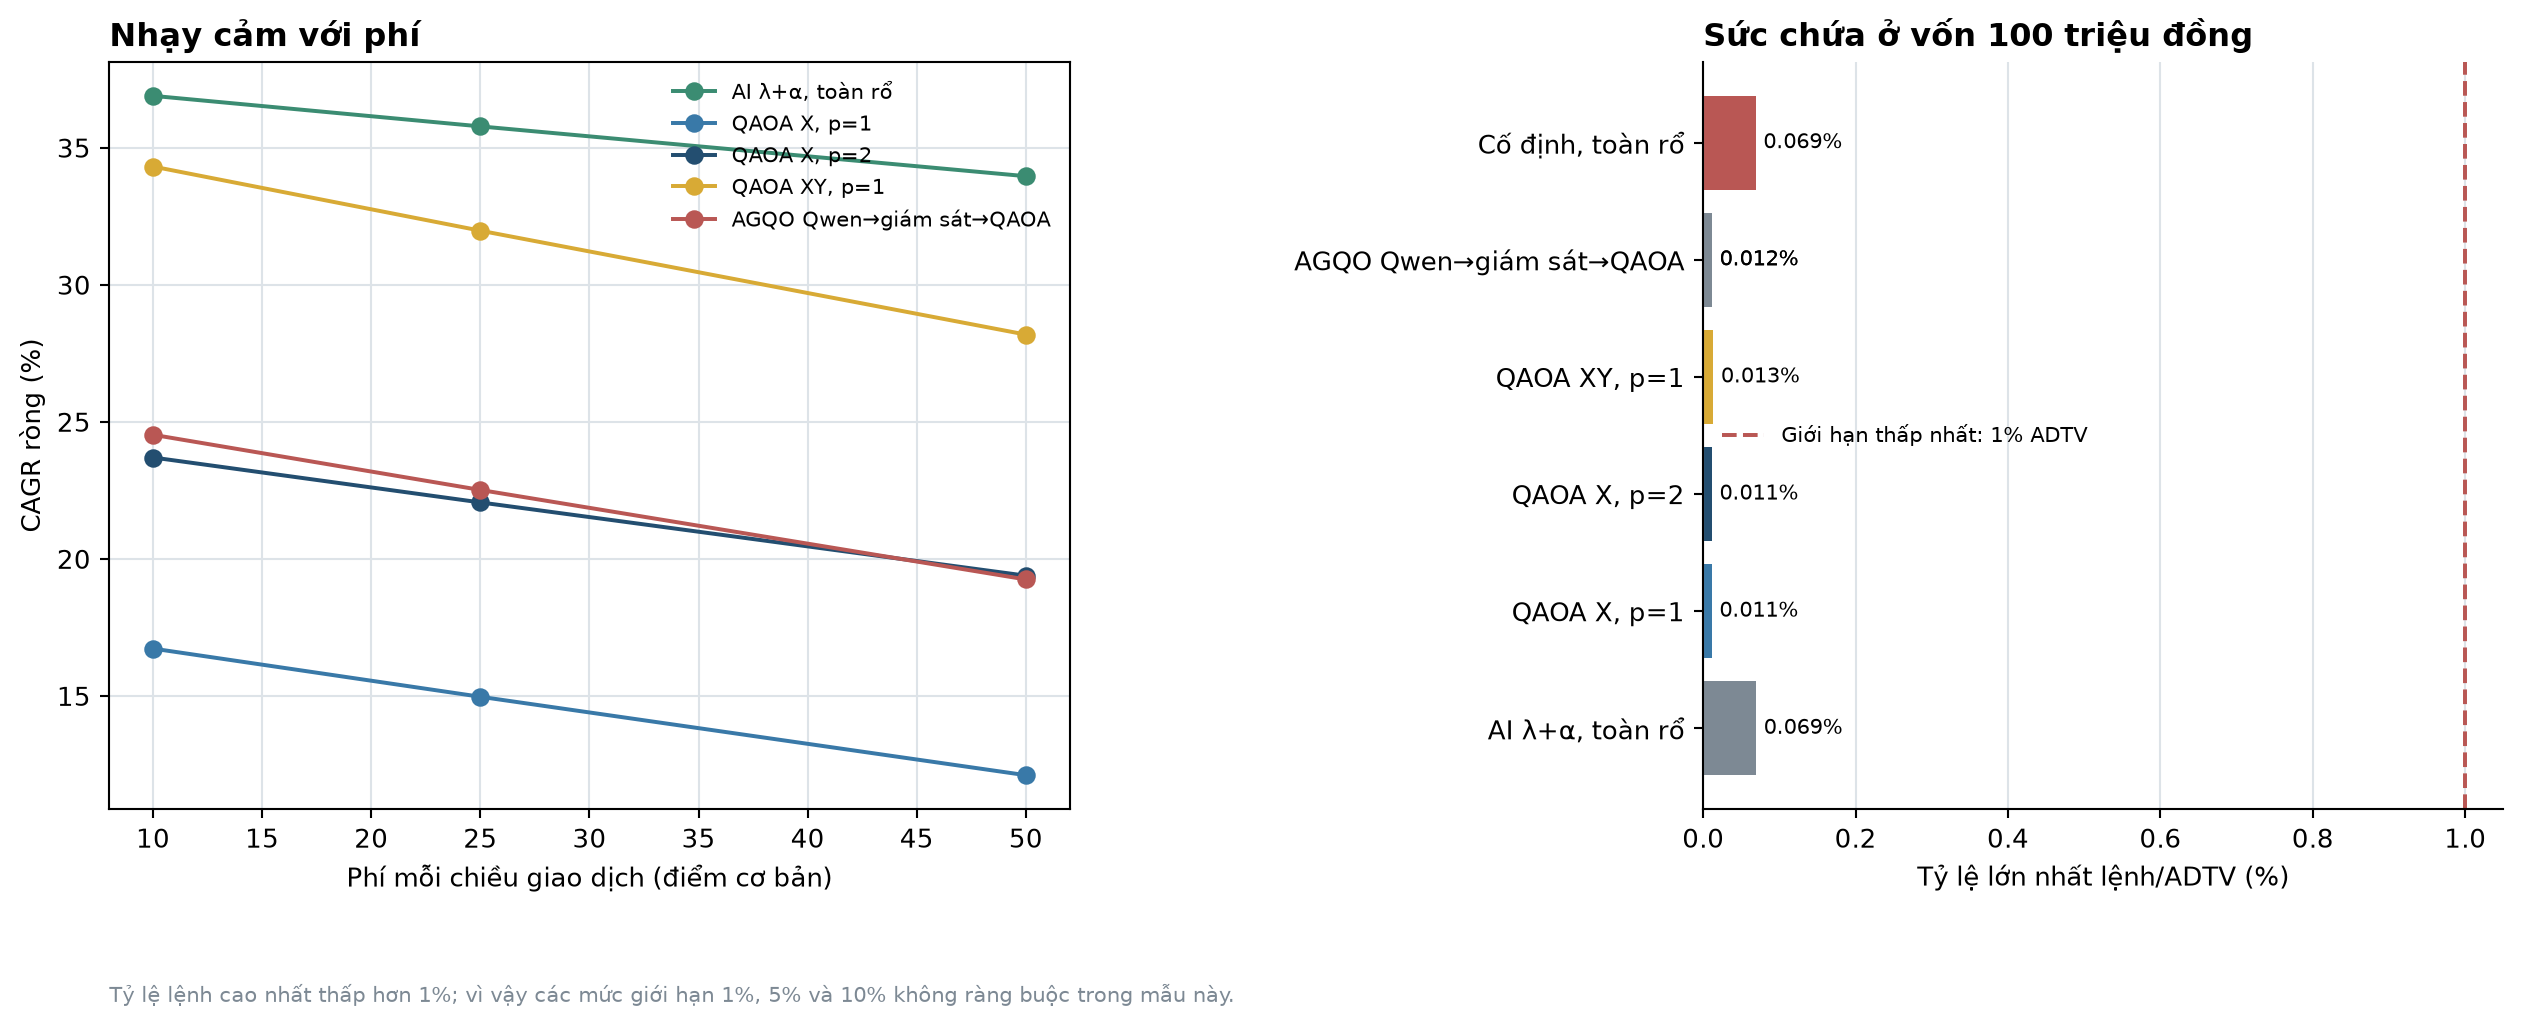 Nhạy cảm với phí
35
30
25
20
15
CAGR ròng (%)
AI λ+α, toàn rổ
QAOA X, p=1
QAOA X, p=2
QAOA XY, p=1
AGQO Qwen→giám sát→QAOA
10 15 20 25 30 35 40 45 50
Phí mỗi chiều giao dịch (điểm cơ bản)
Sức chứa ở vốn 100 triệu đồng
Cố định, toàn rổ 0.069%
AGQO Qwen→giám sát→QAOA 0.012%
QAOA XY, p=1 0.013%
Giới hạn thấp nhất: 1% ADTV
QAOA X, p=2 0.011%
QAOA X, p=1 0.011%
AI λ+α, toàn rổ 0.069%
0.0 0.2 0.4 0.6 0.8 1.0
Tỷ lệ lớn nhất lệnh/ADTV (%)
Tỷ lệ lệnh cao nhất thấp hơn 1%; vì vậy các mức giới hạn 1%, 5% và 10% không ràng buộc trong mẫu này.